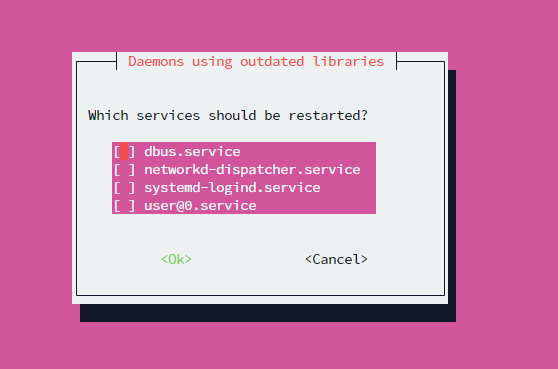 Daemons using outdated libraries
Which services should be restarted?
[ ] dbus.service
[ ] networkd-dispatcher.service
[ ] systemd-logind.service
[ ] user@0.service
<Ok> <Cancel>